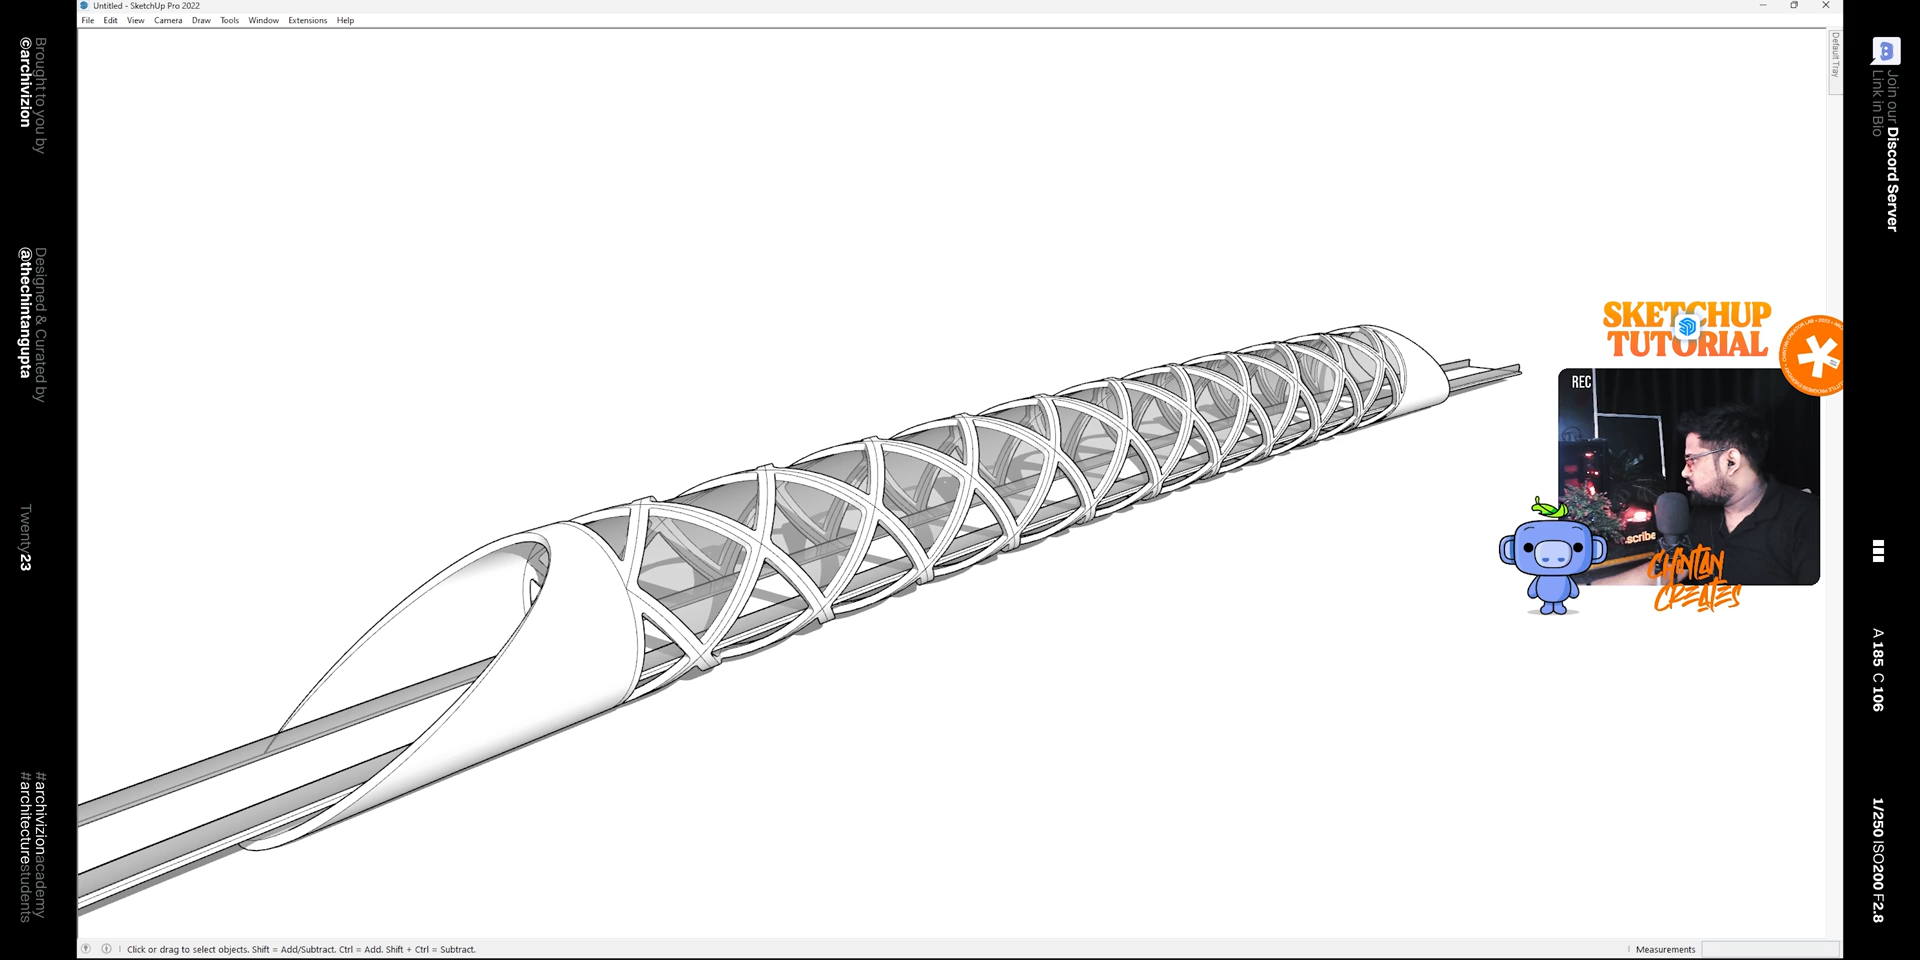 Untitled - SketchUp Pro 2022
File Edit View Camera Draw Tools Window Extensions Help
Default Tray
Brought to you by
©archivizion
Designed & Curated by
@thechintangupta
Twenty23
#archivizionacademy
#architecturestudents
Join our Discord Server
Link in Bio
SKETCHUP
TUTORIAL
REC
.scribe
CHINTAN
CREATES
A 185 C 106
1/250 ISO200 F2.8
Click or drag to select objects. Shift = Add/Subtract. Ctrl = Add. Shift + Ctrl = Subtract.
Measurements